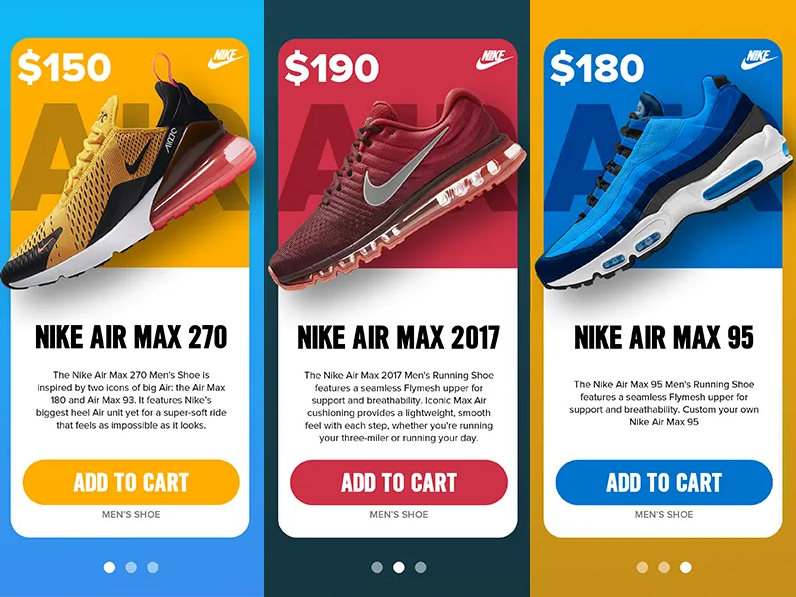 $150
NIKE
AIR
NIKE AIR MAX 270
The Nike Air Max 270 Men's Shoe is
inspired by two icons of big Air: the Air Max
180 and Air Max 93. It features Nike's
biggest heel Air unit yet for a super-soft ride
that feels as impossible as it looks.
ADD TO CART
MEN'S SHOE
$190
NIKE
AIR
NIKE AIR MAX 2017
The Nike Air Max 2017 Men's Running Shoe
features a seamless Flymesh upper for
support and breathability. Iconic Max Air
cushioning provides a lightweight, smooth
feel with each step, whether you're running
your three-miler or running your day.
ADD TO CART
MEN'S SHOE
$180
NIKE
AIR
NIKE AIR MAX 95
The Nike Air Max 95 Men's Running Shoe
features a seamless Flymesh upper for
support and breathability. Custom your own
Nike Air Max 95
ADD TO CART
MEN'S SHOE